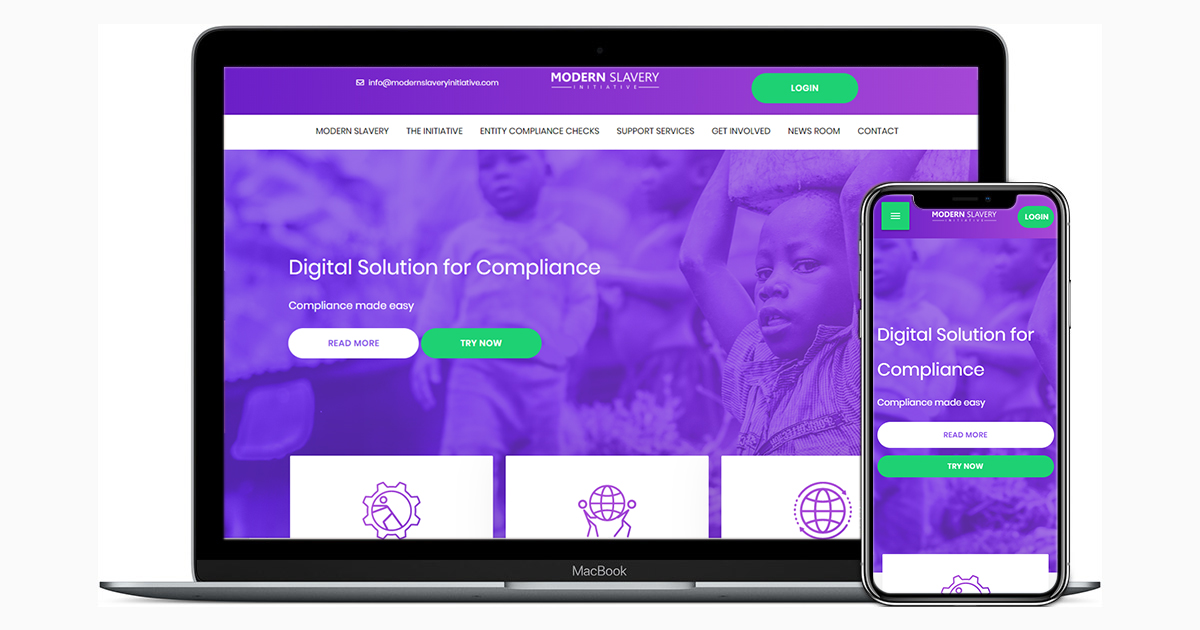 info@modernslaveryinitiative.com
MODERN SLAVERY
INITIATIVE
LOGIN
MODERN SLAVERY THE INITIATIVE ENTITY COMPLIANCE CHECKS SUPPORT SERVICES GET INVOLVED NEWS ROOM CONTACT
Digital Solution for Compliance
Compliance made easy
READ MORE TRY NOW
MacBook
MODERN SLAVERY
INITIATIVE
LOGIN
Digital Solution for
Compliance
Compliance made easy
READ MORE
TRY NOW